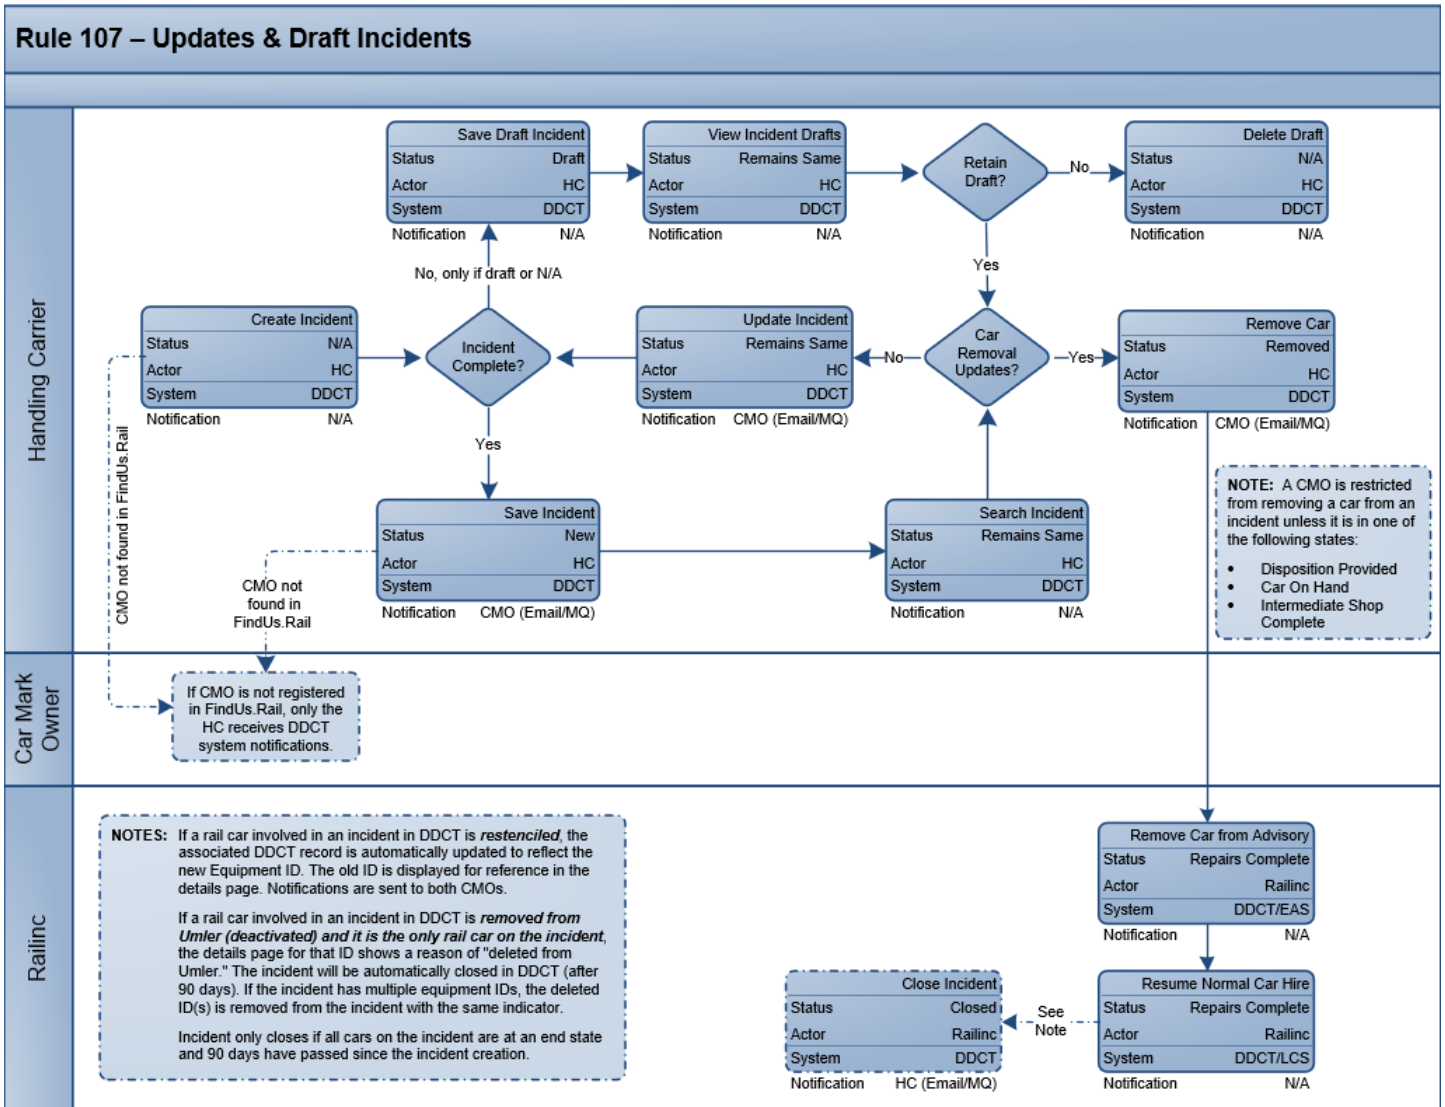 Rule 107 – Updates & Draft Incidents
Handling Carrier
Save Draft Incident
Status Draft
Actor HC
System DDCT
Notification N/A
View Incident Drafts
Status Remains Same
Actor HC
System DDCT
Notification N/A
Retain
Draft?
No
Delete Draft
Status N/A
Actor HC
System DDCT
Notification N/A
No, only if draft or N/A
Yes
Create Incident
Status N/A
Actor HC
System DDCT
Notification N/A
Incident
Complete?
Update Incident
Status Remains Same
Actor HC
System DDCT
Notification CMO (Email/MQ)
No
Car
Removal
Updates?
Yes
Remove Car
Status Removed
Actor HC
System DDCT
Notification CMO (Email/MQ)
CMO not found in FindUs.Rail
Yes
Save Incident
Status New
Actor HC
System DDCT
Notification CMO (Email/MQ)
CMO not
found in
FindUs.Rail
Search Incident
Status Remains Same
Actor HC
System DDCT
Notification N/A
NOTE: A CMO is restricted
from removing a car from an
incident unless it is in one of
the following states:
• Disposition Provided
• Car On Hand
• Intermediate Shop
Complete
Car Mark
Owner
If CMO is not registered
in FindUs.Rail, only the
HC receives DDCT
system notifications.
Railinc
NOTES: If a rail car involved in an incident in DDCT is restenciled, the
associated DDCT record is automatically updated to reflect the
new Equipment ID. The old ID is displayed for reference in the
details page. Notifications are sent to both CMOs.
If a rail car involved in an incident in DDCT is removed from
Umler (deactivated) and it is the only rail car on the incident,
the details page for that ID shows a reason of "deleted from
Umler." The incident will be automatically closed in DDCT (after
90 days). If the incident has multiple equipment IDs, the deleted
ID(s) is removed from the incident with the same indicator.
Incident only closes if all cars on the incident are at an end state
and 90 days have passed since the incident creation.
Remove Car from Advisory
Status Repairs Complete
Actor Railinc
System DDCT/EAS
Notification N/A
Close Incident
Status Closed
Actor Railinc
System DDCT
Notification HC (Email/MQ)
See
Note
Resume Normal Car Hire
Status Repairs Complete
Actor Railinc
System DDCT/LCS
Notification N/A